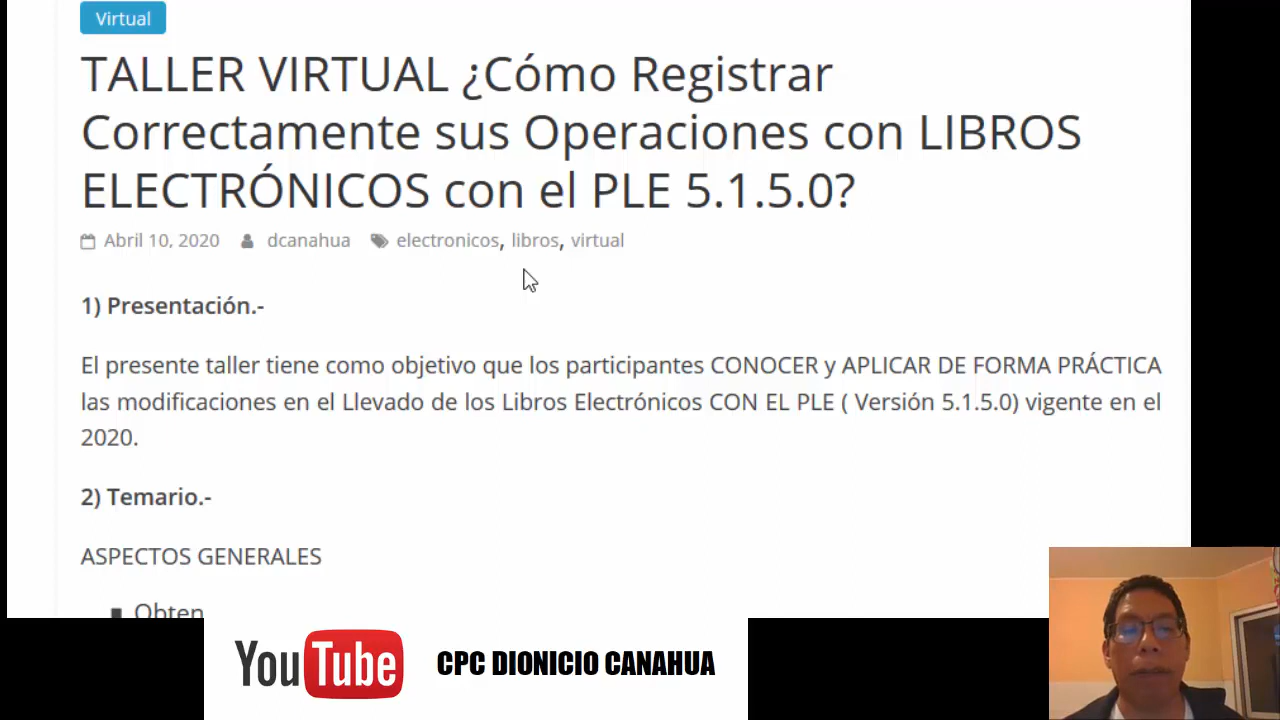 Virtual
TALLER VIRTUAL ¿Cómo Registrar
Correctamente sus Operaciones con LIBROS
ELECTRÓNICOS con el PLE 5.1.5.0?
Abril 10, 2020 dcanahua electronicos, libros, virtual
1) Presentación.-
El presente taller tiene como objetivo que los participantes CONOCER y APLICAR DE FORMA PRÁCTICA
las modificaciones en el Llevado de los Libros Electrónicos CON EL PLE ( Versión 5.1.5.0) vigente en el
2020.
2) Temario.-
ASPECTOS GENERALES
Obten
YouTube CPC DIONICIO CANAHUA